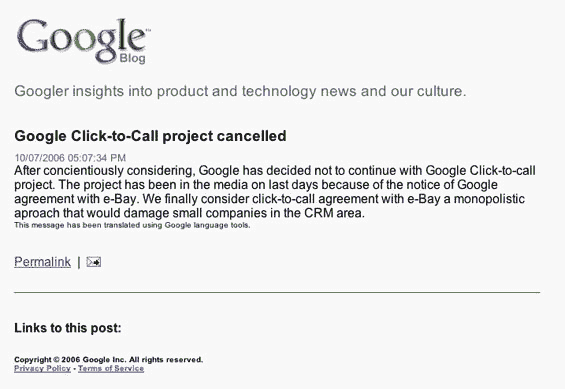 Google™
Blog
Googler insights into product and technology news and our culture.
Google Click-to-Call project cancelled
10/07/2006 05:07:34 PM
After concientiously considering, Google has decided not to continue with Google Click-to-call
project. The project has been in the media on last days because of the notice of Google
agreement with e-Bay. We finally consider click-to-call agreement with e-Bay a monopolistic
aproach that would damage small companies in the CRM area.
This message has been translated using Google language tools.
Permalink |
Links to this post:
Copyright © 2006 Google Inc. All rights reserved.
Privacy Policy - Terms of Service